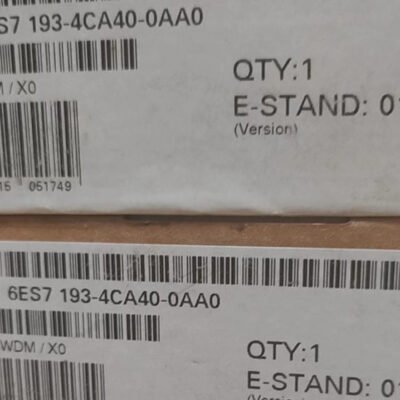 S7 193-4CA40-0AA0
QTY:1
/ X0
E-STAND: 01
(Version)
051749
6ES7 193-4CA40-0AA0
WDM / X0
QTY:1
E-STAND: 01